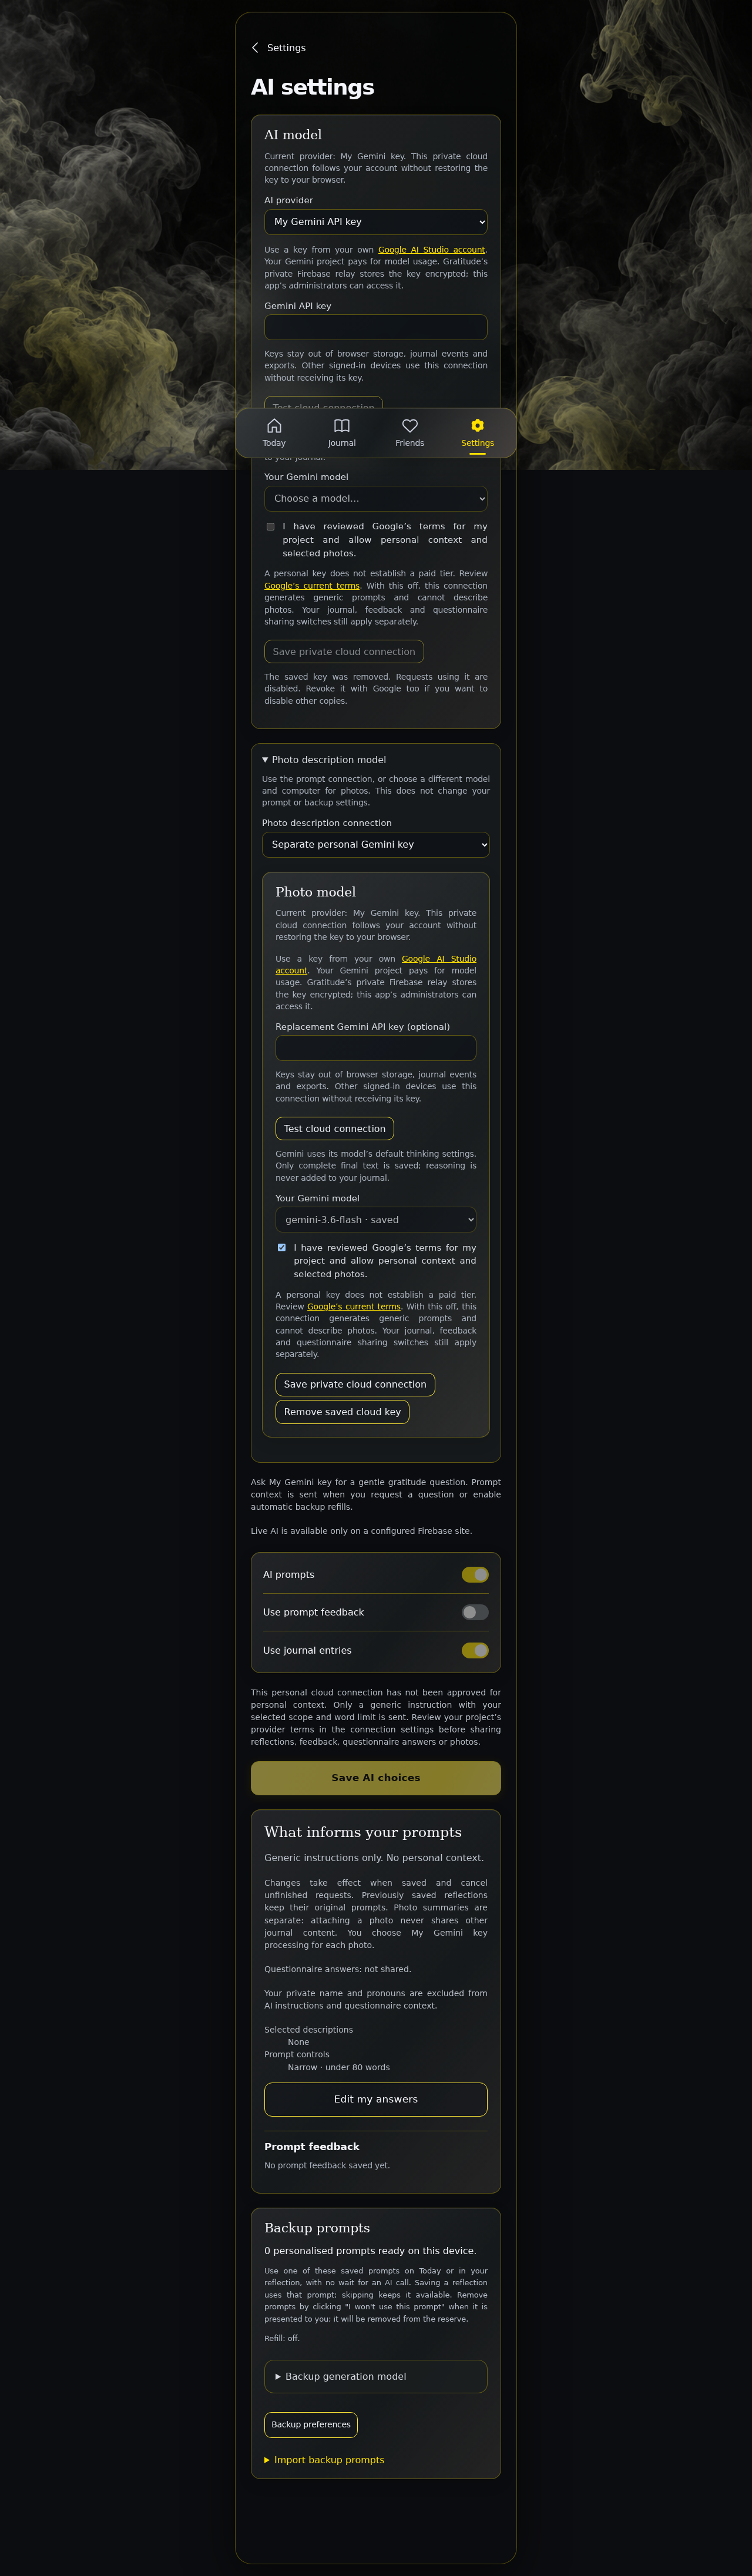 Settings
AI settings
AI model
Current provider: My Gemini key. This private cloud
connection follows your account without restoring the
key to your browser.
AI provider
My Gemini API key
Use a key from your own Google AI Studio account.
Your Gemini project pays for model usage. Gratitude’s
private Firebase relay stores the key encrypted; this
app’s administrators can access it.
Gemini API key
Keys stay out of browser storage, journal events and
exports. Other signed-in devices use this connection
without receiving its key.
Test cloud connection
Today
Journal
Friends
Settings
to your journal.
Your Gemini model
Choose a model…
I have reviewed Google’s terms for my
project and allow personal context and
selected photos.
A personal key does not establish a paid tier. Review
Google’s current terms. With this off, this connection
generates generic prompts and cannot describe
photos. Your journal, feedback and questionnaire
sharing switches still apply separately.
Save private cloud connection
The saved key was removed. Requests using it are
disabled. Revoke it with Google too if you want to
disable other copies.
Photo description model
Use the prompt connection, or choose a different model
and computer for photos. This does not change your
prompt or backup settings.
Photo description connection
Separate personal Gemini key
Photo model
Current provider: My Gemini key. This private
cloud connection follows your account without
restoring the key to your browser.
Use a key from your own Google AI Studio
account. Your Gemini project pays for model
usage. Gratitude’s private Firebase relay stores
the key encrypted; this app’s administrators can
access it.
Replacement Gemini API key (optional)
Keys stay out of browser storage, journal events
and exports. Other signed-in devices use this
connection without receiving its key.
Test cloud connection
Gemini uses its model’s default thinking settings.
Only complete final text is saved; reasoning is
never added to your journal.
Your Gemini model
gemini-3.6-flash · saved
I have reviewed Google’s terms for my
project and allow personal context and
selected photos.
A personal key does not establish a paid tier.
Review Google’s current terms. With this off, this
connection generates generic prompts and
cannot describe photos. Your journal, feedback
and questionnaire sharing switches still apply
separately.
Save private cloud connection
Remove saved cloud key
Ask My Gemini key for a gentle gratitude question. Prompt
context is sent when you request a question or enable
automatic backup refills.
Live AI is available only on a configured Firebase site.
AI prompts
Use prompt feedback
Use journal entries
This personal cloud connection has not been approved for
personal context. Only a generic instruction with your
selected scope and word limit is sent. Review your project’s
provider terms in the connection settings before sharing
reflections, feedback, questionnaire answers or photos.
Save AI choices
What informs your prompts
Generic instructions only. No personal context.
Changes take effect when saved and cancel
unfinished requests. Previously saved reflections
keep their original prompts. Photo summaries are
separate: attaching a photo never shares other
journal content. You choose My Gemini key
processing for each photo.
Questionnaire answers: not shared.
Your private name and pronouns are excluded from
AI instructions and questionnaire context.
Selected descriptions
None
Prompt controls
Narrow · under 80 words
Edit my answers
Prompt feedback
No prompt feedback saved yet.
Backup prompts
0 personalised prompts ready on this device.
Use one of these saved prompts on Today or in your
reflection, with no wait for an AI call. Saving a reflection
uses that prompt; skipping keeps it available. Remove
prompts by clicking "I won't use this prompt" when it is
presented to you; it will be removed from the reserve.
Refill: off.
Backup generation model
Backup preferences
Import backup prompts